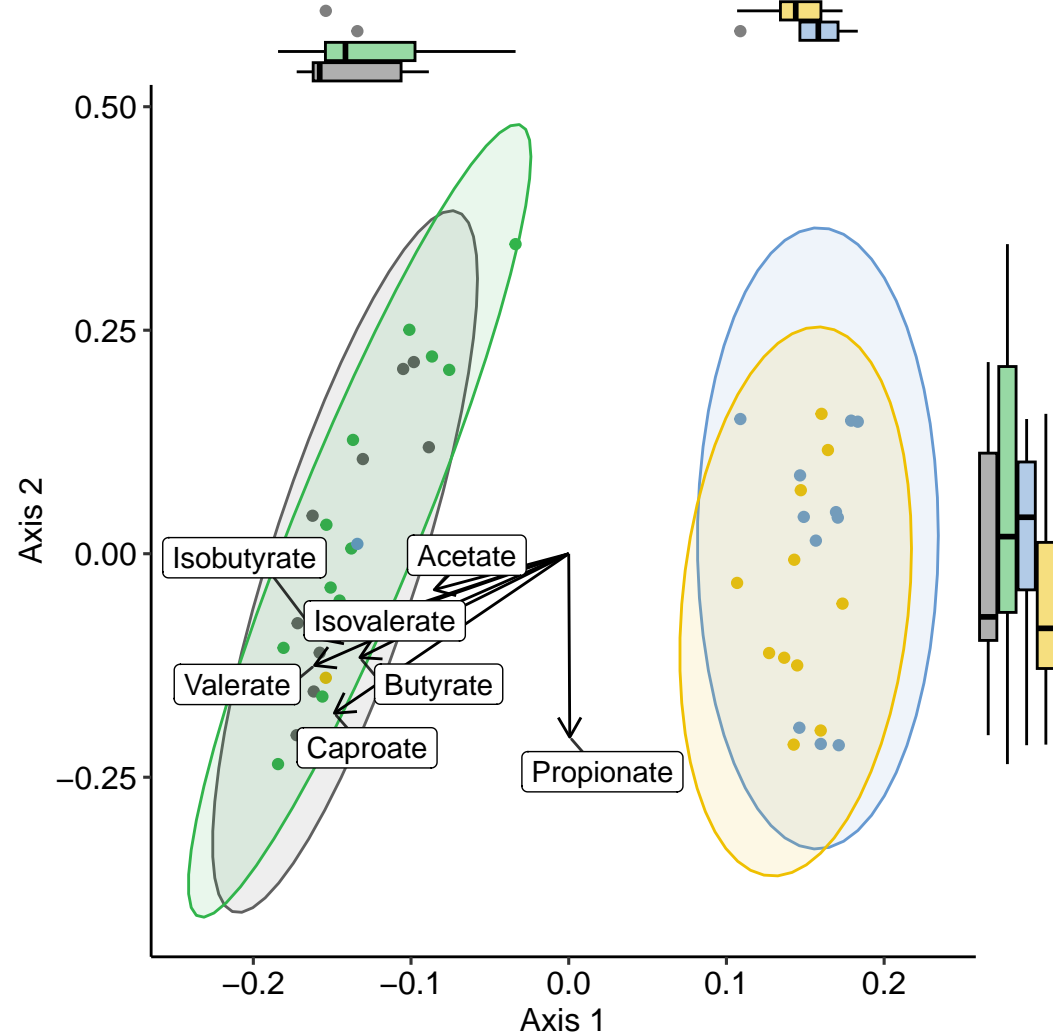 0.50
0.25
0.00
−0.25
Axis 2
Isobutyrate
Acetate
Isovalerate
Valerate
Butyrate
Caproate
Propionate
−0.2
−0.1
0.0
0.1
0.2
Axis 1